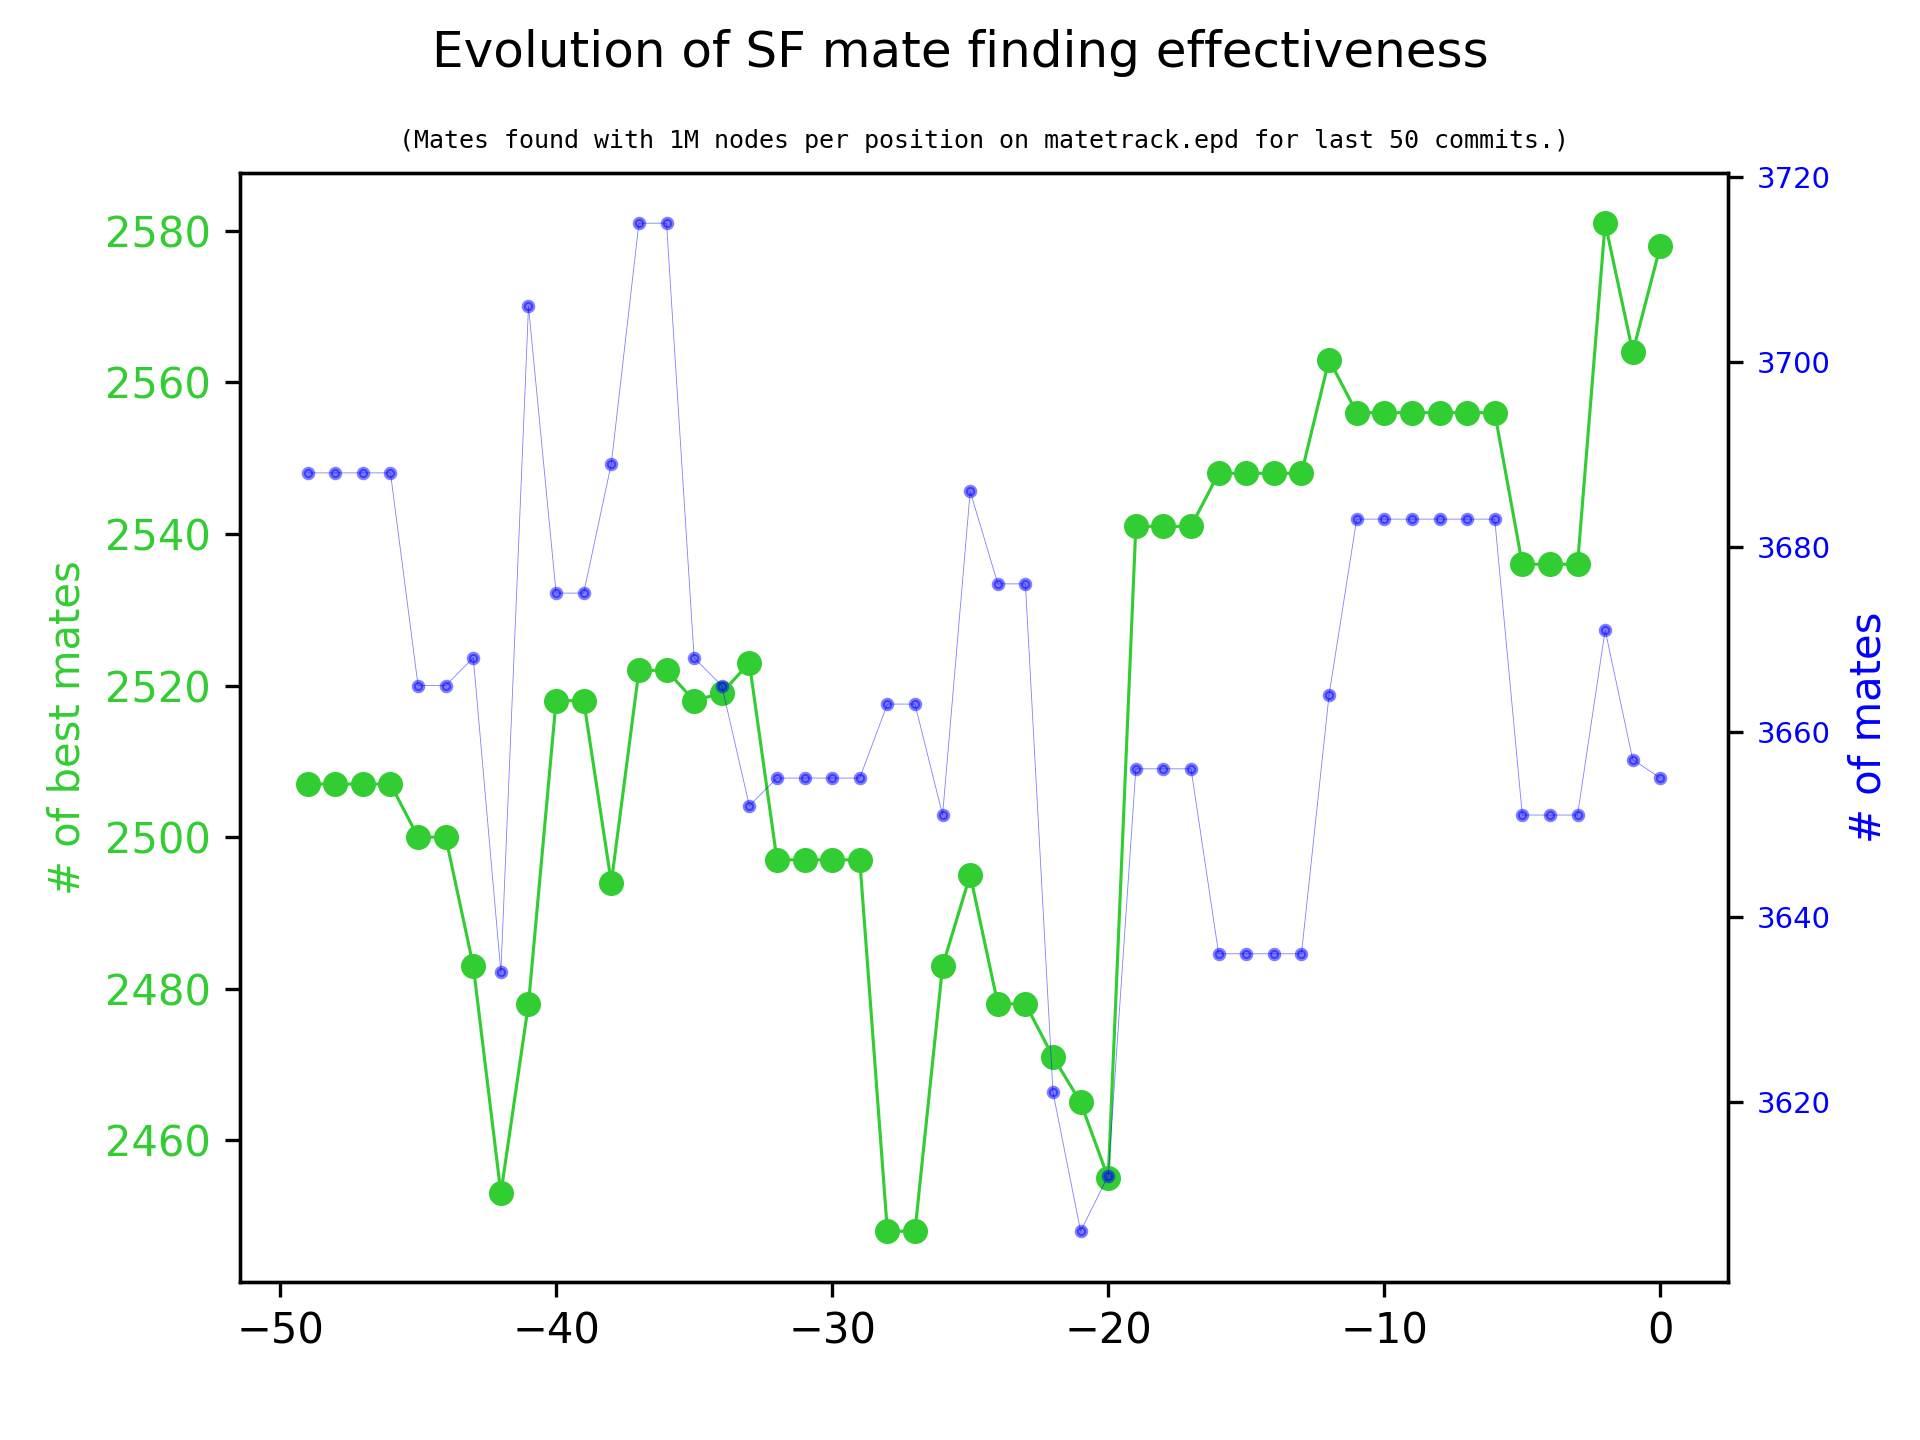 Evolution of SF mate finding effectiveness
(Mates found with 1M nodes per position on matetrack.epd for last 50 commits.)
# of best mates
2580
2560
2540
2520
2500
2480
2460
3720
3700
3680
3660
3640
3620
# of mates
−50 −40 −30 −20 −10 0